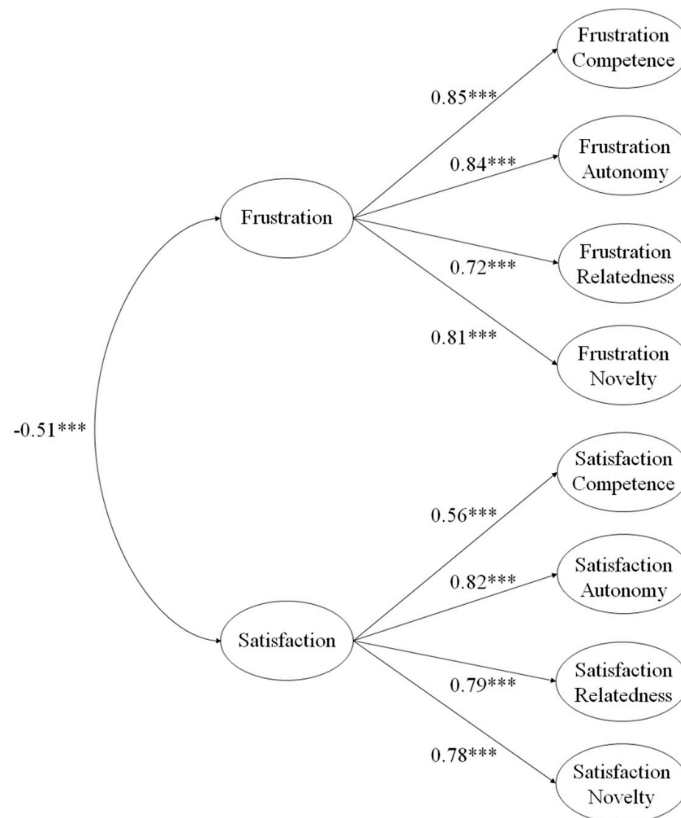 Frustration
Competence
0.85***
Frustration
Autonomy
0.84***
Frustration
Frustration
Relatedness
0.72***
0.81***
Frustration
Novelty
-0.51***
Satisfaction
Competence
0.56***
Satisfaction
Autonomy
0.82***
Satisfaction
Satisfaction
Relatedness
0.79***
0.78***
Satisfaction
Novelty